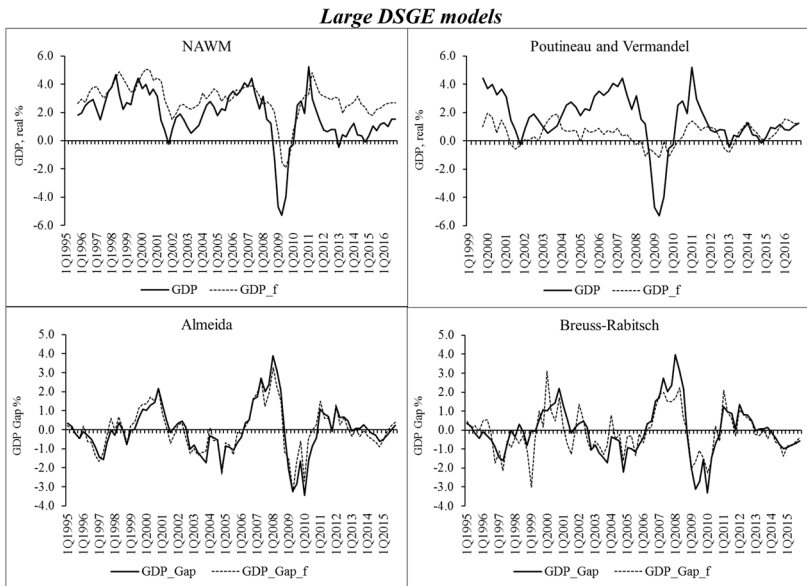 Large DSGE models
NAWM
GDP, real %
6.0
4.0
2.0
0.0
-2.0
-4.0
-6.0
1Q1995
1Q1996
1Q1997
1Q1998
1Q1999
1Q2000
1Q2001
1Q2002
1Q2003
1Q2004
1Q2005
1Q2006
1Q2007
1Q2008
1Q2009
1Q2010
1Q2011
1Q2012
1Q2013
1Q2014
1Q2015
1Q2016
GDP GDP_f
Poutineau and Vermandel
GDP, real %
6.0
4.0
2.0
0.0
-2.0
-4.0
-6.0
1Q1999
1Q2000
1Q2001
1Q2002
1Q2003
1Q2004
1Q2005
1Q2006
1Q2007
1Q2008
1Q2009
1Q2010
1Q2011
1Q2012
1Q2013
1Q2014
1Q2015
1Q2016
GDP GDP_f
Almeida
GDP_Gap %
5.0
4.0
3.0
2.0
1.0
0.0
-1.0
-2.0
-3.0
-4.0
1Q1995
1Q1996
1Q1997
1Q1998
1Q1999
1Q2000
1Q2001
1Q2002
1Q2003
1Q2004
1Q2005
1Q2006
1Q2007
1Q2008
1Q2009
1Q2010
1Q2011
1Q2012
1Q2013
1Q2014
1Q2015
GDP_Gap GDP_Gap_f
Breuss-Rabitsch
GDP_Gap %
5.0
4.0
3.0
2.0
1.0
0.0
-1.0
-2.0
-3.0
-4.0
1Q1995
1Q1996
1Q1997
1Q1998
1Q1999
1Q2000
1Q2001
1Q2002
1Q2003
1Q2004
1Q2005
1Q2006
1Q2007
1Q2008
1Q2009
1Q2010
1Q2011
1Q2012
1Q2013
1Q2014
1Q2015
GDP_Gap GDP_Gap_f